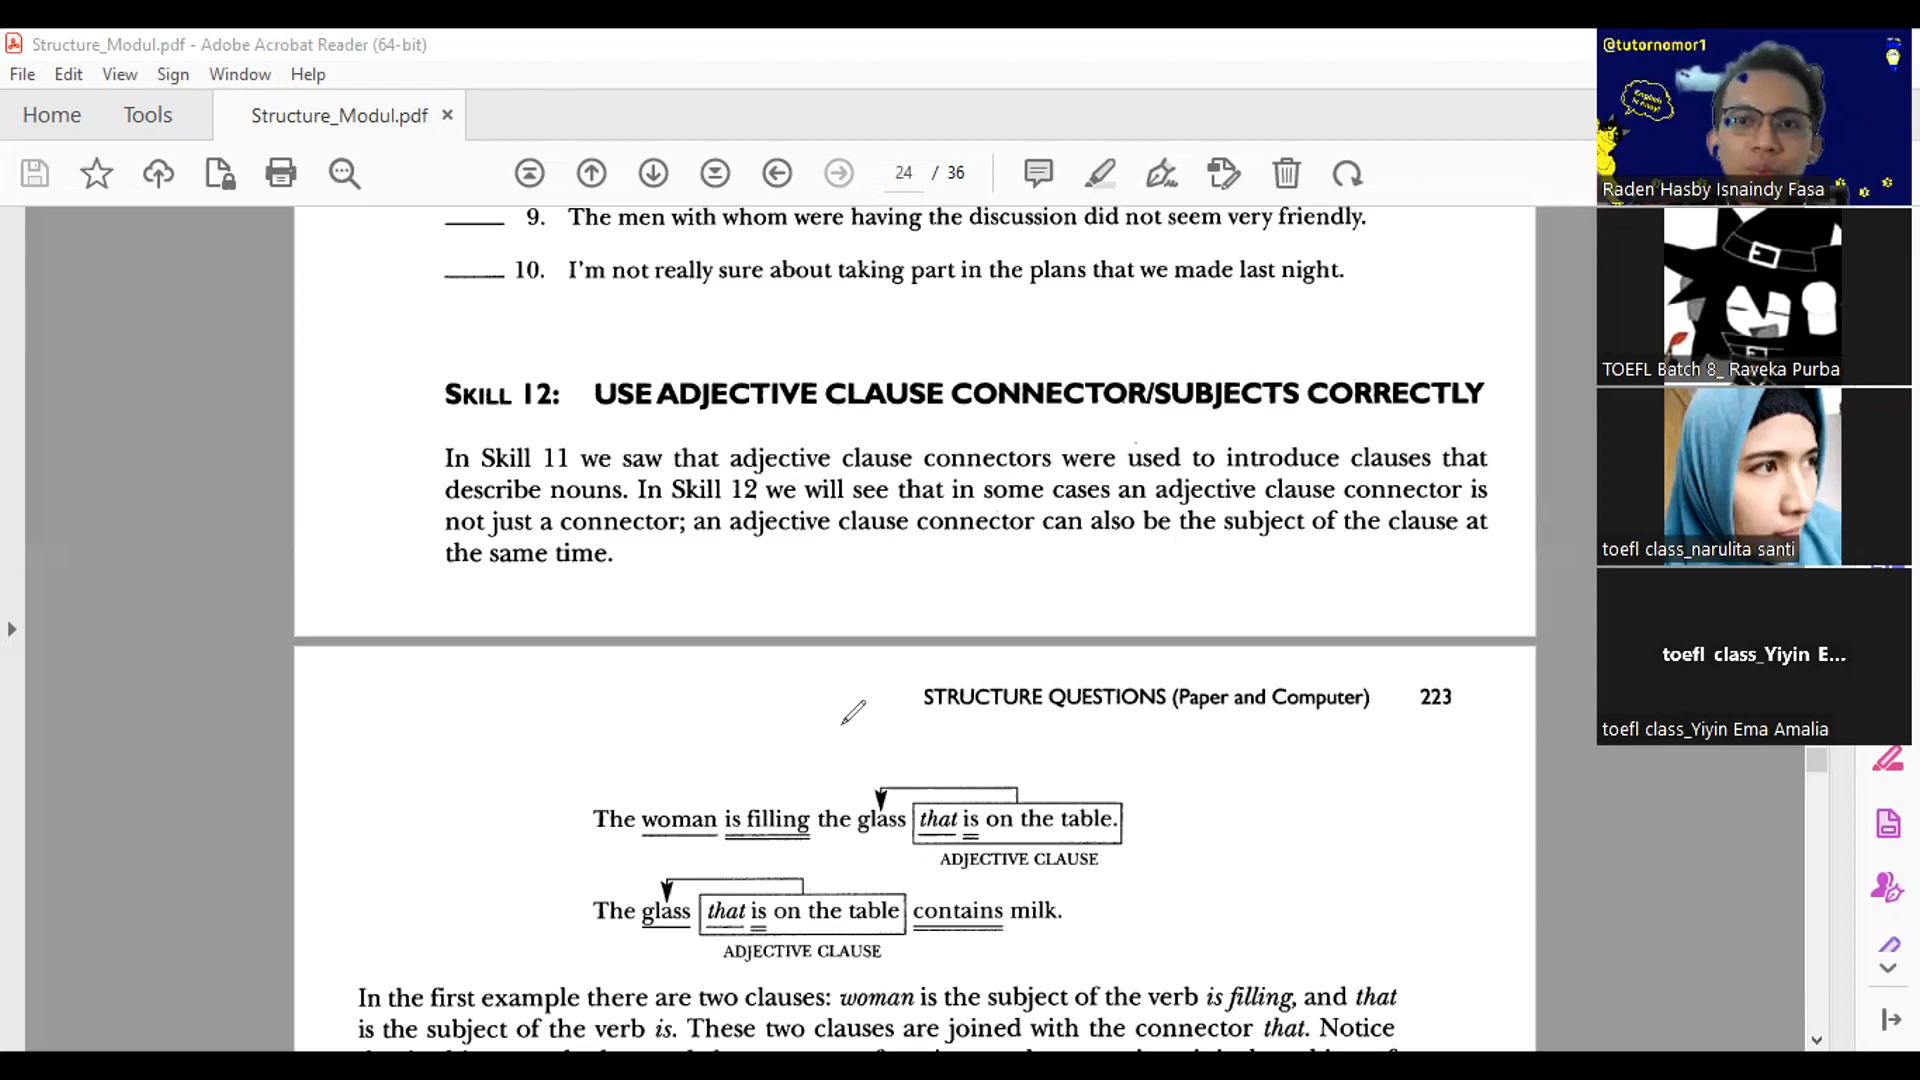 Structure_Modul.pdf - Adobe Acrobat Reader (64-bit)
File Edit View Sign Window Help
Home Tools Structure_Modul.pdf ×
24 / 36
9. The men with whom were having the discussion did not seem very friendly.
10. I'm not really sure about taking part in the plans that we made last night.
SKILL 12: USE ADJECTIVE CLAUSE CONNECTOR/SUBJECTS CORRECTLY
In Skill 11 we saw that adjective clause connectors were used to introduce clauses that
describe nouns. In Skill 12 we will see that in some cases an adjective clause connector is
not just a connector; an adjective clause connector can also be the subject of the clause at
the same time.
STRUCTURE QUESTIONS (Paper and Computer) 223
The woman is filling the glass that is on the table.
ADJECTIVE CLAUSE
The glass that is on the table contains milk.
ADJECTIVE CLAUSE
In the first example there are two clauses: woman is the subject of the verb is filling, and that
is the subject of the verb is. These two clauses are joined with the connector that. Notice
@tutornomor1
Raden Hasby Isnaindy Fasa
TOEFL Batch 8_ Raveka Purba
toefl class_narulita santi
toefl class_Yiyin E...
toefl class_Yiyin Ema Amalia